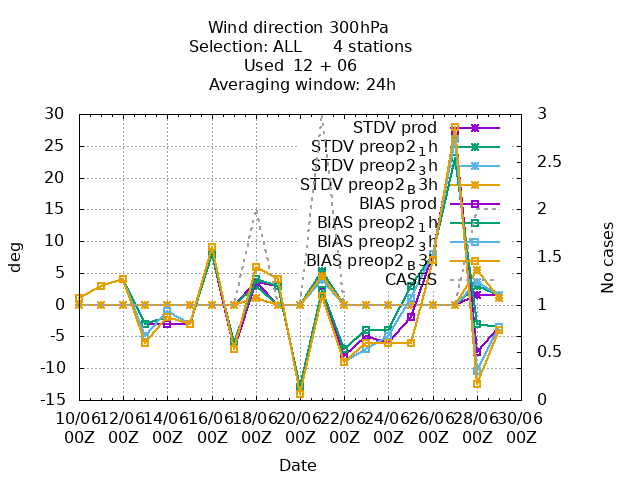 Wind direction 300hPa
Selection: ALL 4 stations
Used 12 + 06
Averaging window: 24h
30
25
20
15
10
5
0
-5
-10
-15
deg
3
2.5
2
1.5
1
0.5
0
No cases
STDV prod
STDV preop2₁h
STDV preop2₃h
STDV preop2_B3h
BIAS prod
BIAS preop2₁h
BIAS preop2₃h
BIAS preop2_B3h
CASES
10/06 12/06 14/06 16/06 18/06 20/06 22/06 24/06 26/06 28/06 30/06
00Z 00Z 00Z 00Z 00Z 00Z 00Z 00Z 00Z 00Z 00Z
Date